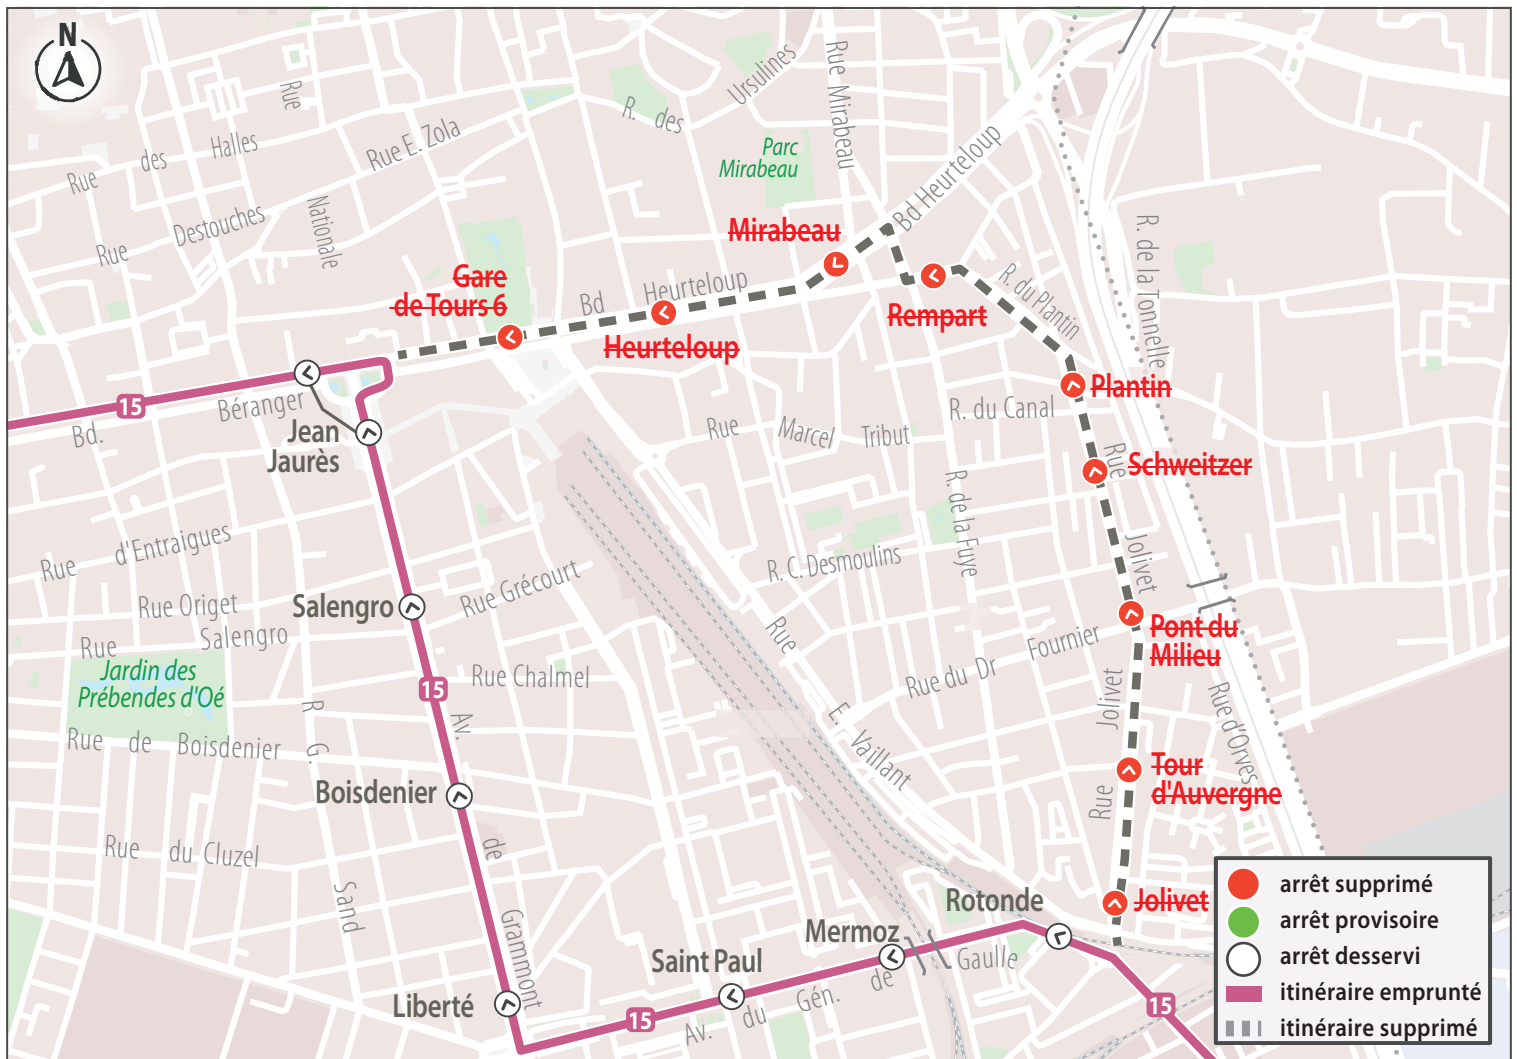 N
Rue
des
Halles
Rue
Rue E. Zola
R. des
Ursulines
Rue Mirabeau
Parc
Mirabeau
Bd Heurteloup
Rue
Destouches
Nationale
Mirabeau
Gare
de Tours 6
Bd Heurteloup
Heurteloup
Rempart
R. du Plantin
R. de la Tonnelle
Plantin
15
Bd.
Béranger
Jean
Jaurès
Rue Marcel Tribut
R. du Canal
Rue
Schweitzer
R. de la Fuye
Jolivet
Rue d'Entraigues
Rue Origet
Rue Salengro
Salengro
Rue Grécourt
R. C. Desmoulins
Pont du
Milieu
Jardin des
Prébendes d'Oé
Rue Chalmel
Rue
E. Vaillant
Rue du Dr Fournier
Rue Jolivet
Rue d'Orves
15
Av.
de
Grammont
R. G. Sand
Rue de Boisdenier
Boisdenier
Tour
d'Auvergne
Rue du Cluzel
Jolivet
Rotonde
Mermoz
Saint Paul
Liberté
Av. du Gén. de Gaulle
15
15
arrêt supprimé
arrêt provisoire
arrêt desservi
itinéraire emprunté
itinéraire supprimé